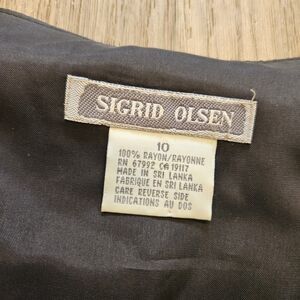 SIGRID OLSEN
10
100% RAYON/RAYONNE
RN 67992 CA 19117
MADE IN SRI LANKA
FABRIQUE EN SRI LANKA
CARE REVERSE SIDE
INDICATIONS AU DOS